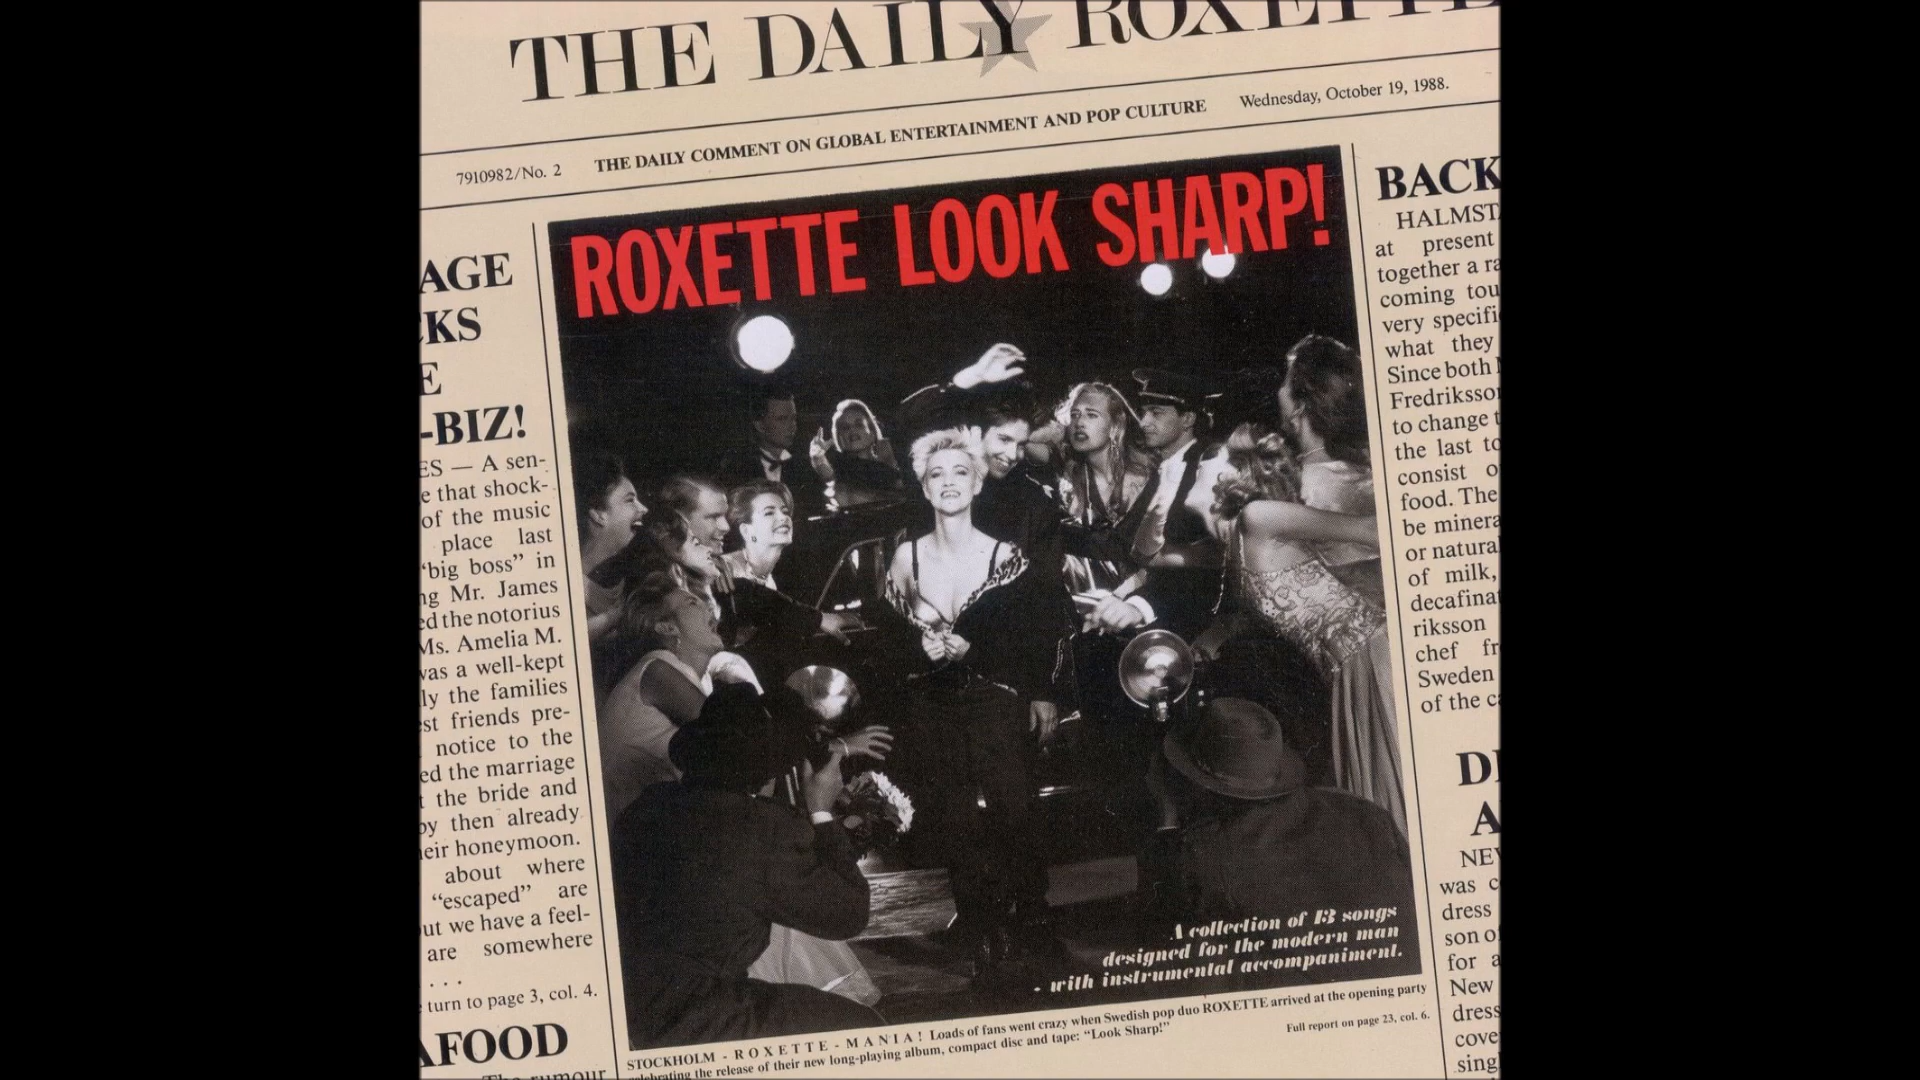 THE DAILY ROXETTE
7910982/No. 2
THE DAILY COMMENT ON GLOBAL ENTERTAINMENT AND POP CULTURE
Wednesday, October 19, 1988.
AGE
CKS
E
-BIZ!
ES — A sen-
e that shock-
of the music
place last
“big boss” in
ng Mr. James
ed the notorius
Ms. Amelia M.
was a well-kept
ly the families
st friends pre-
notice to the
ed the marriage
t the bride and
by then already
eir honeymoon.
about where
“escaped” are
ut we have a feel-
are somewhere
. . .
turn to page 3, col. 4.
AFOOD
The rumour
ROXETTE LOOK SHARP!
A collection of 13 songs
designed for the modern man
- with instrumental accompaniment.
STOCKHOLM - R O X E T T E - M A N I A ! Loads of fans went crazy when Swedish pop duo ROXETTE arrived at the opening party
celebrating the release of their new long-playing album, compact disc and tape: “Look Sharp!”
Full report on page 23, col. 6.
BACK
HALMSTA
at present
together a ra
coming tou
very specifi
what they
Since both
Fredriksso
to change t
the last to
consist o
food. The
be minera
or natura
of milk,
decafinat
riksson
chef fr
Sweden
of the ca
DI
A
NEW
was c
dress
son of
for a
New
dress
cove
sing